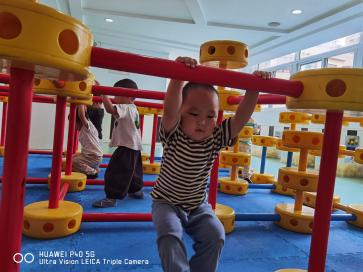 HUAWEI P40 5G
Ultra Vision LEICA Triple Camera